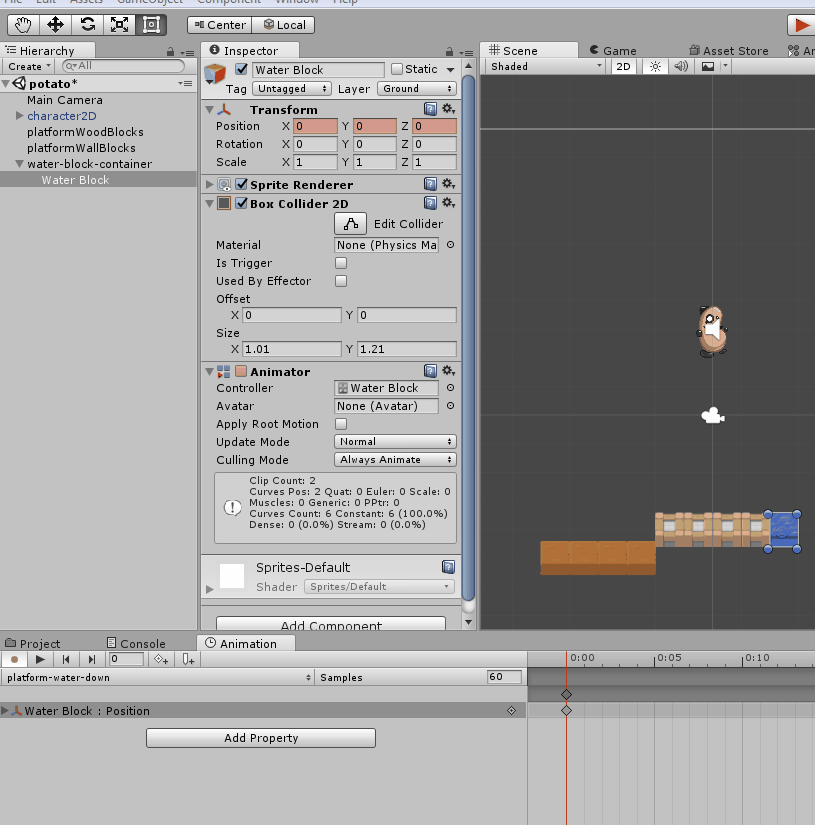 File Edit Assets GameObject Component Window Help
Center Local
Hierarchy
Create All
potato*
Main Camera
character2D
platformWoodBlocks
platformWallBlocks
water-block-container
Water Block
Inspector
Water Block Static
Tag Untagged Layer Ground
Transform
Position X 0 Y 0 Z 0
Rotation X 0 Y 0 Z 0
Scale X 1 Y 1 Z 1
Sprite Renderer
Box Collider 2D
Edit Collider
Material None (Physics Ma
Is Trigger
Used By Effector
Offset
X 0 Y 0
Size
X 1.01 Y 1.21
Animator
Controller Water Block
Avatar None (Avatar)
Apply Root Motion
Update Mode Normal
Culling Mode Always Animate
Clip Count: 2
Curves Pos: 2 Quat: 0 Euler: 0 Scale: 0
Muscles: 0 Generic: 0 PPtr: 0
Curves Count: 6 Constant: 6 (100.0%)
Dense: 0 (0.0%) Stream: 0 (0.0%)
Sprites-Default
Shader Sprites/Default
Add Component
Scene Game Asset Store Ar
Shaded 2D
Project Console Animation
0 0:00 0:05 0:10
platform-water-down Samples 60
Water Block : Position
Add Property